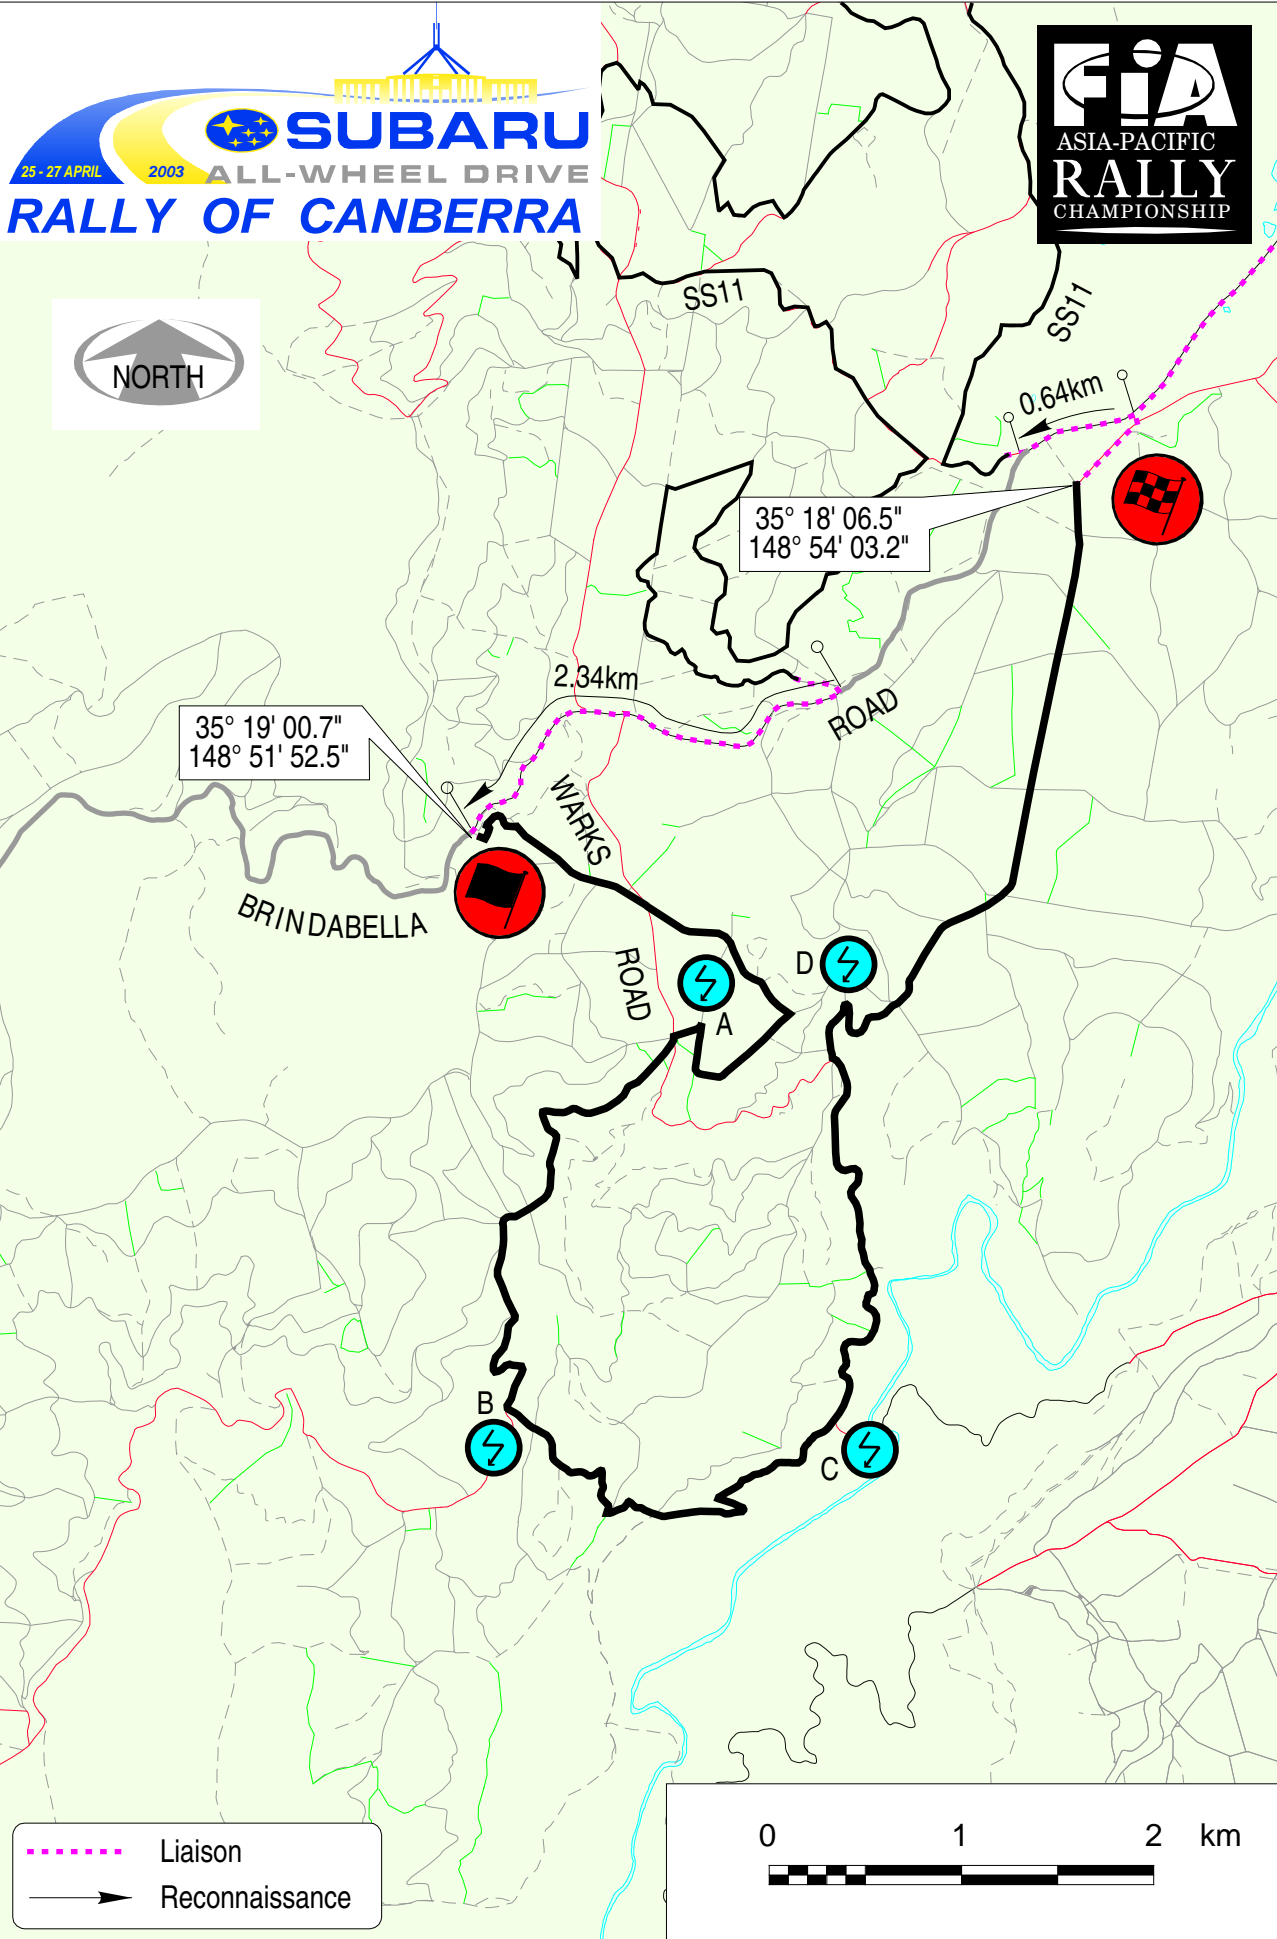 25 - 27 APRIL
2003
SUBARU
ALL-WHEEL DRIVE
RALLY OF CANBERRA
FiA
ASIA-PACIFIC
RALLY
CHAMPIONSHIP
NORTH
SS11
SS11
0.64km
35° 18' 06.5"
148° 54' 03.2"
2.34km
ROAD
35° 19' 00.7"
148° 51' 52.5"
WARKS
BRINDABELLA
ROAD
D
A
B
C
Liaison
Reconnaissance
0 1 2 km